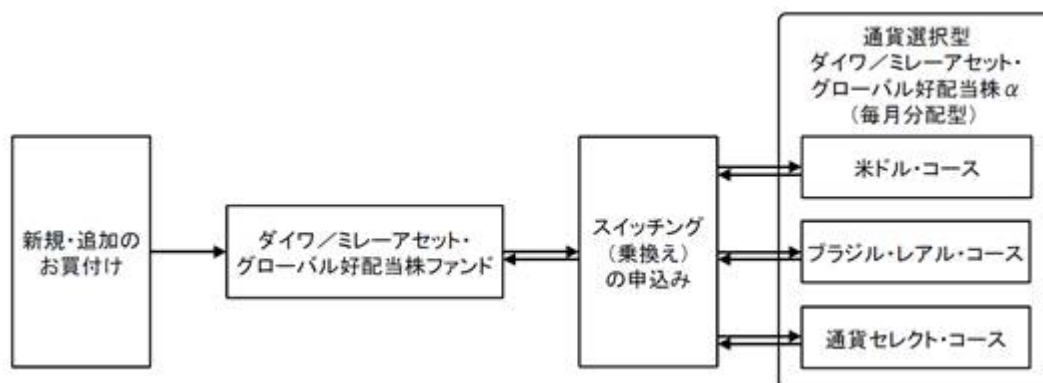 新規・追加の
お買付け
ダイワ／ミレーアセット・
グローバル好配当株ファンド
スイッチング
（乗換え）
の申込み
通貨選択型
ダイワ／ミレーアセット・
グローバル好配当株α
（毎月分配型）
米ドル・コース
ブラジル・レアル・コース
通貨セレクト・コース